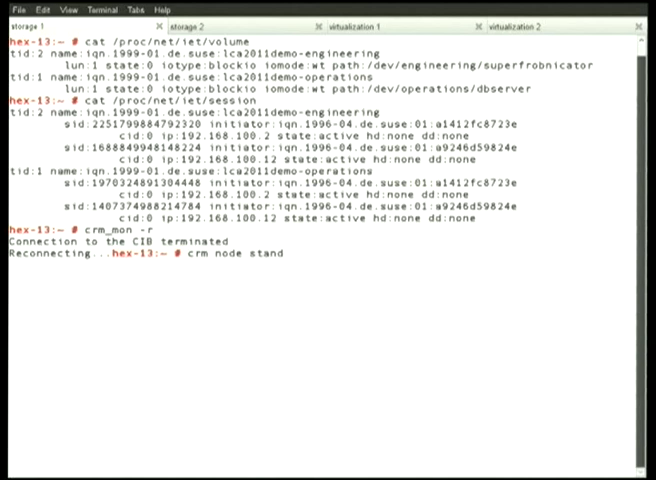 File Edit View Terminal Tabs Help
storage 1 storage 2 virtualization 1 virtualization 2
hex-13:~ # cat /proc/net/iet/volume
tid:2 name:iqn.1999-01.de.suse:lca2011demo-engineering
lun:1 state:0 iotype:blockio iomode:wt path:/dev/engineering/superfrobnicator
tid:1 name:iqn.1999-01.de.suse:lca2011demo-operations
lun:1 state:0 iotype:blockio iomode:wt path:/dev/operations/dbserver
hex-13:~ # cat /proc/net/iet/session
tid:2 name:iqn.1999-01.de.suse:lca2011demo-engineering
sid:2251799884792320 initiator:iqn.1996-04.de.suse:01:a1412fc8723e
cid:0 ip:192.168.100.2 state:active hd:none dd:none
sid:1688849948148224 initiator:iqn.1996-04.de.suse:01:a9246d59824e
cid:0 ip:192.168.100.12 state:active hd:none dd:none
tid:1 name:iqn.1999-01.de.suse:lca2011demo-operations
sid:1970324891304448 initiator:iqn.1996-04.de.suse:01:a1412fc8723e
cid:0 ip:192.168.100.2 state:active hd:none dd:none
sid:1407374988214784 initiator:iqn.1996-04.de.suse:01:a9246d59824e
cid:0 ip:192.168.100.12 state:active hd:none dd:none
hex-13:~ # crm_mon -r
Connection to the CIB terminated
Reconnecting...hex-13:~ # crm node stand